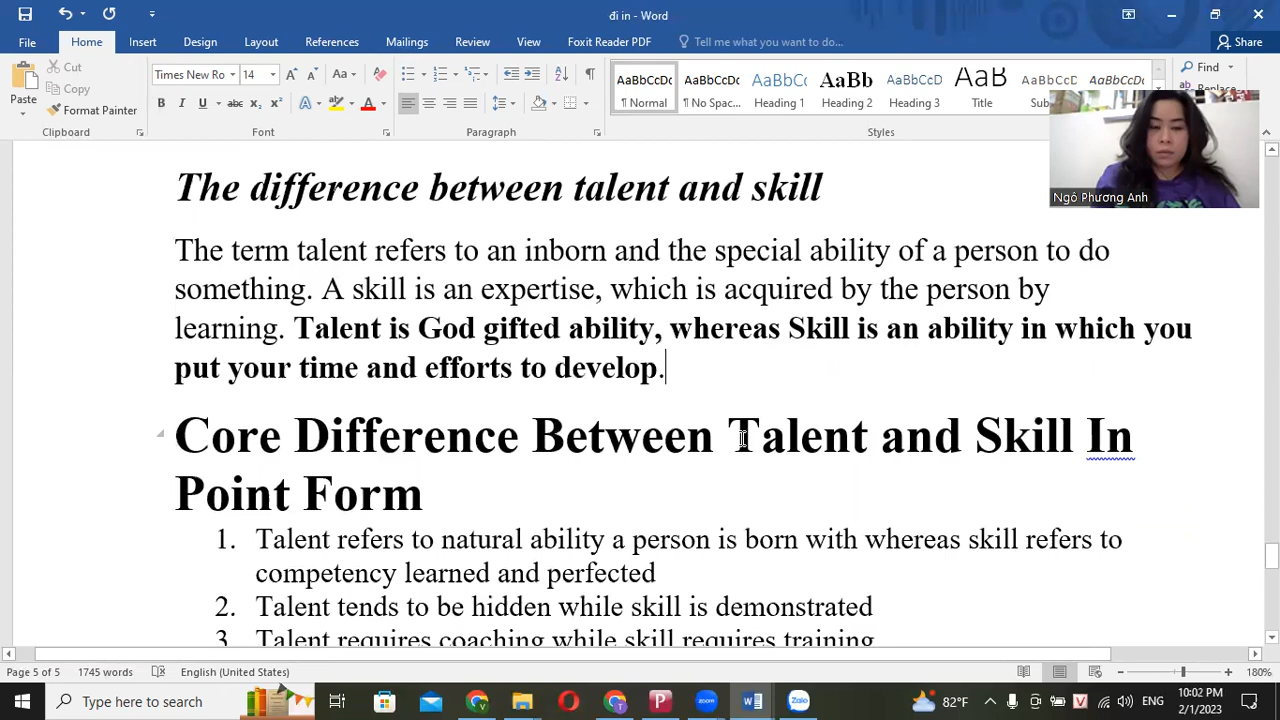 đi in - Word
File Home Insert Design Layout References Mailings Review View Foxit Reader PDF Tell me what you want to do... Share
Paste Cut Copy Format Painter
Times New Ro 14 Aa
B I U abc X₂ X² A A
AaBbCcDc AaBbCcDc AaBbCc AaBb AaBbCcD AaB AaBbCcD AaBbCcDc
¶ Normal ¶ No Spac... Heading 1 Heading 2 Heading 3 Title
Find
Replace
Clipboard Font Paragraph Styles
Ngô Phương Anh
The difference between talent and skill
The term talent refers to an inborn and the special ability of a person to do
something. A skill is an expertise, which is acquired by the person by
learning. Talent is God gifted ability, whereas Skill is an ability in which you
put your time and efforts to develop.
Core Difference Between Talent and Skill In
Point Form
1. Talent refers to natural ability a person is born with whereas skill refers to
competency learned and perfected
2. Talent tends to be hidden while skill is demonstrated
3. Talent requires coaching while skill requires training
Page 5 of 5 1745 words English (United States) 180%
Type here to search 82°F ENG 10:02 PM
2/1/2023